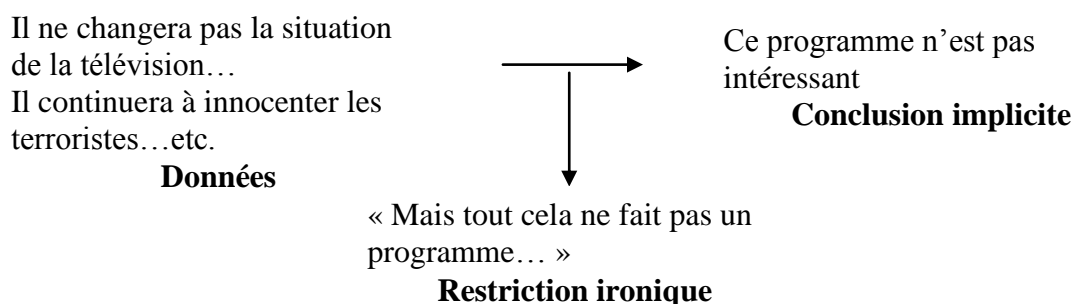 Il ne changera pas la situation
de la télévision…
Il continuera à innocenter les
terroristes…etc.
Données
Ce programme n’est pas
intéressant
Conclusion implicite
« Mais tout cela ne fait pas un
programme… »
Restriction ironique